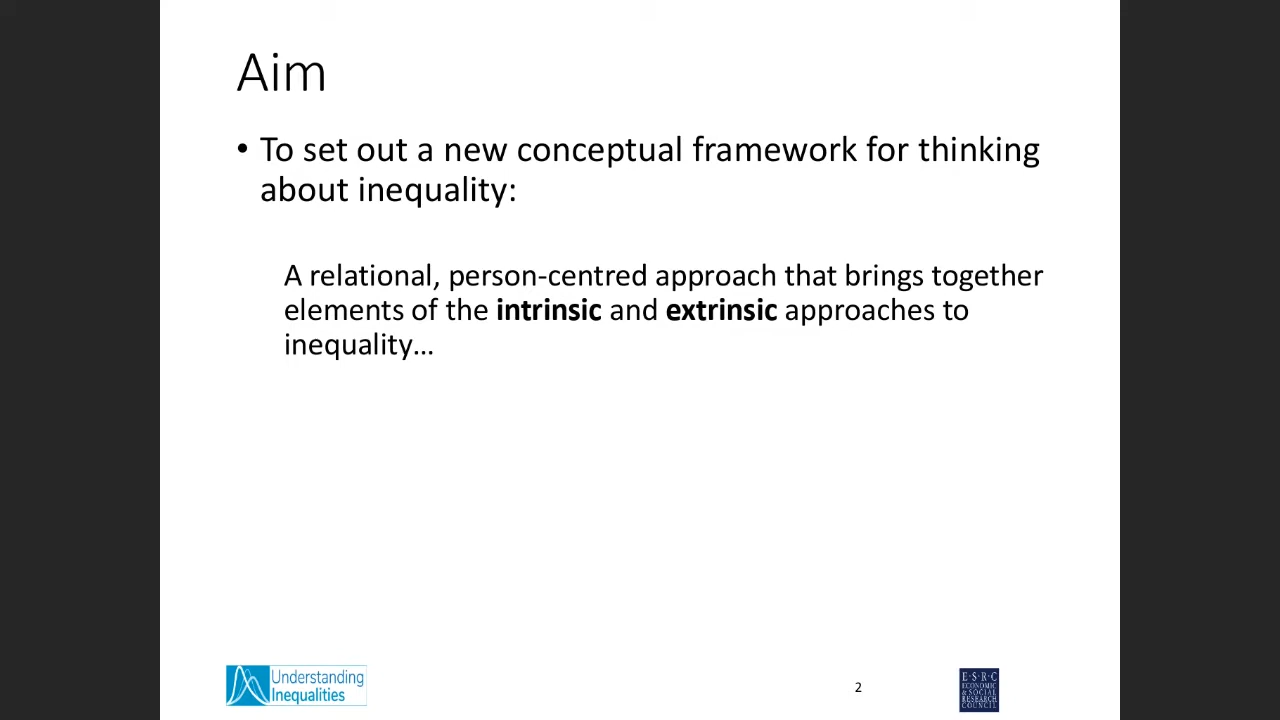 Aim
• To set out a new conceptual framework for thinking
about inequality:
A relational, person-centred approach that brings together
elements of the intrinsic and extrinsic approaches to
inequality…
Understanding
Inequalities
2
E·S·R·C
ECONOMIC
& SOCIAL
RESEARCH
COUNCIL